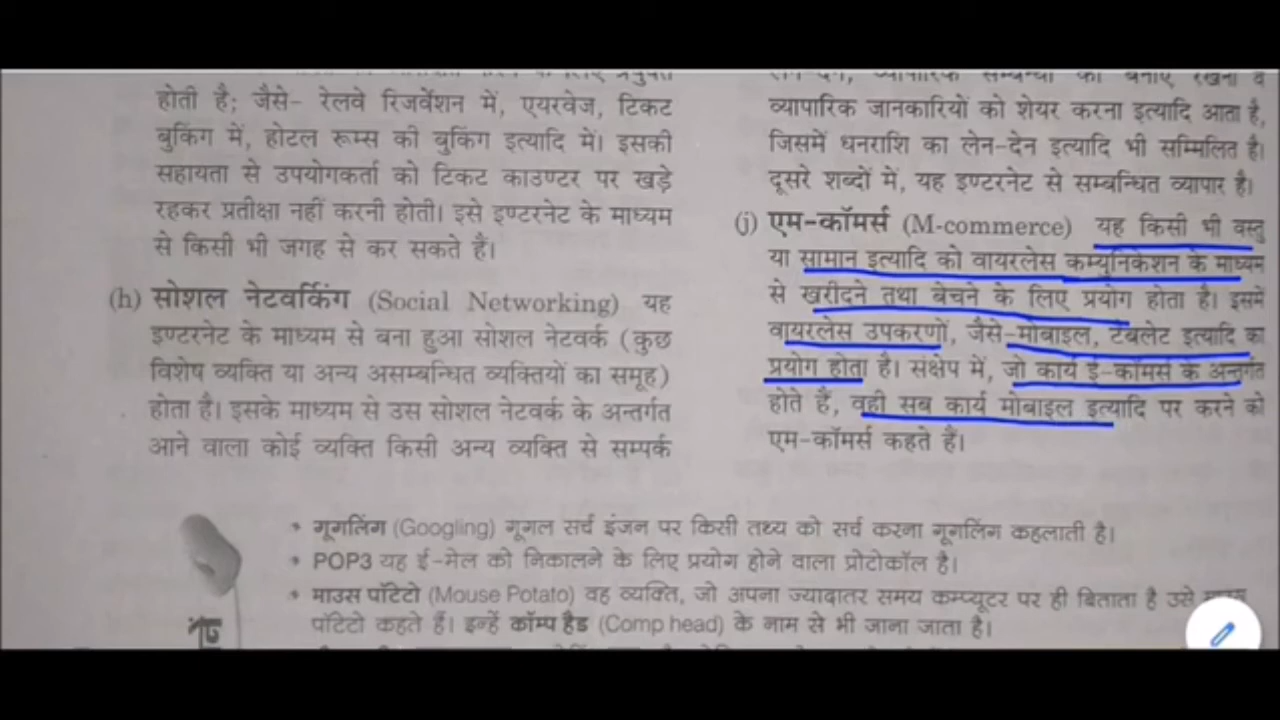 होती है; जैसे- रेलवे रिजर्वेशन में, एयरवेज, टिकट
बुकिंग में, होटल रूम्स की बुकिंग इत्यादि में। इसकी
सहायता से उपयोगकर्ता को टिकट काउण्टर पर खड़े
रहकर प्रतीक्षा नहीं करनी होती। इसे इण्टरनेट के माध्यम
से किसी भी जगह से कर सकते हैं।
(h) सोशल नेटवर्किंग (Social Networking) यह
इण्टरनेट के माध्यम से बना हुआ सोशल नेटवर्क (कुछ
विशेष व्यक्ति या अन्य असम्बन्धित व्यक्तियों का समूह)
होता है। इसके माध्यम से उस सोशल नेटवर्क के अन्तर्गत
आने वाला कोई व्यक्ति किसी अन्य व्यक्ति से सम्पर्क
लेन-देन, व्यापारिक सम्बन्धों को बनाए रखना व
व्यापारिक जानकारियों को शेयर करना इत्यादि आता है,
जिसमें धनराशि का लेन-देन इत्यादि भी सम्मिलित है।
दूसरे शब्दों में, यह इण्टरनेट से सम्बन्धित व्यापार है।
(j) एम-कॉमर्स (M-commerce) यह किसी भी वस्तु
या सामान इत्यादि को वायरलेस कम्युनिकेशन के माध्यम
से खरीदने तथा बेचने के लिए प्रयोग होता है। इसमें
वायरलेस उपकरणों, जैसे-मोबाइल, टैबलेट इत्यादि का
प्रयोग होता है। संक्षेप में, जो कार्य ई-कॉमर्स के अन्तर्गत
होते हैं, वही सब कार्य मोबाइल इत्यादि पर करने को
एम-कॉमर्स कहते हैं।
• गूगलिंग (Googling) गूगल सर्च इंजन पर किसी तथ्य को सर्च करना गूगलिंग कहलाती है।
• POP3 यह ई-मेल को निकालने के लिए प्रयोग होने वाला प्रोटोकॉल है।
• माउस पॉटेटो (Mouse Potato) वह व्यक्ति, जो अपना ज्यादातर समय कम्प्यूटर पर ही बिताता है उसे
पॉटेटो कहते हैं। इन्हें कॉम्प हैड (Comp head) के नाम से भी जाना जाता है।